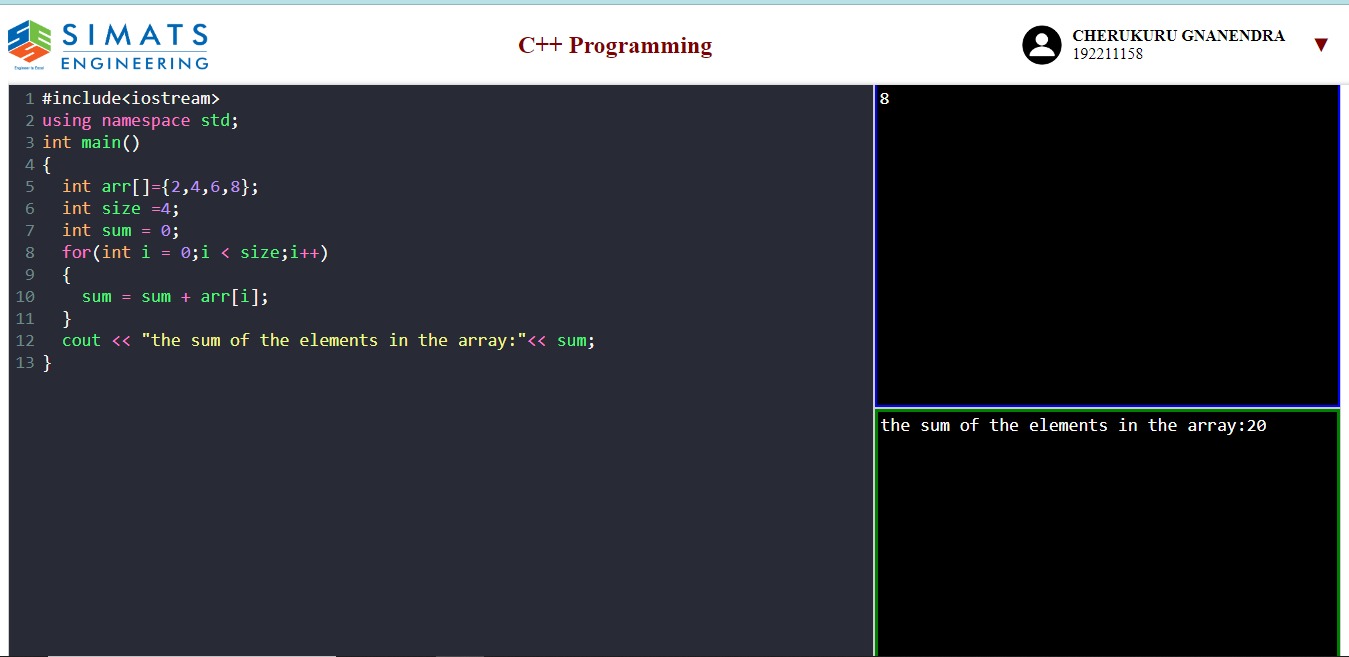 SIMATS
ENGINEERING
Engineer to Excel
C++ Programming
CHERUKURU GNANENDRA
192211158
1 #include<iostream>
2 using namespace std;
3 int main()
4 {
5   int arr[]={2,4,6,8};
6   int size =4;
7   int sum = 0;
8   for(int i = 0;i < size;i++)
9   {
10     sum = sum + arr[i];
11   }
12   cout << "the sum of the elements in the array:"<< sum;
13 }
8
the sum of the elements in the array:20